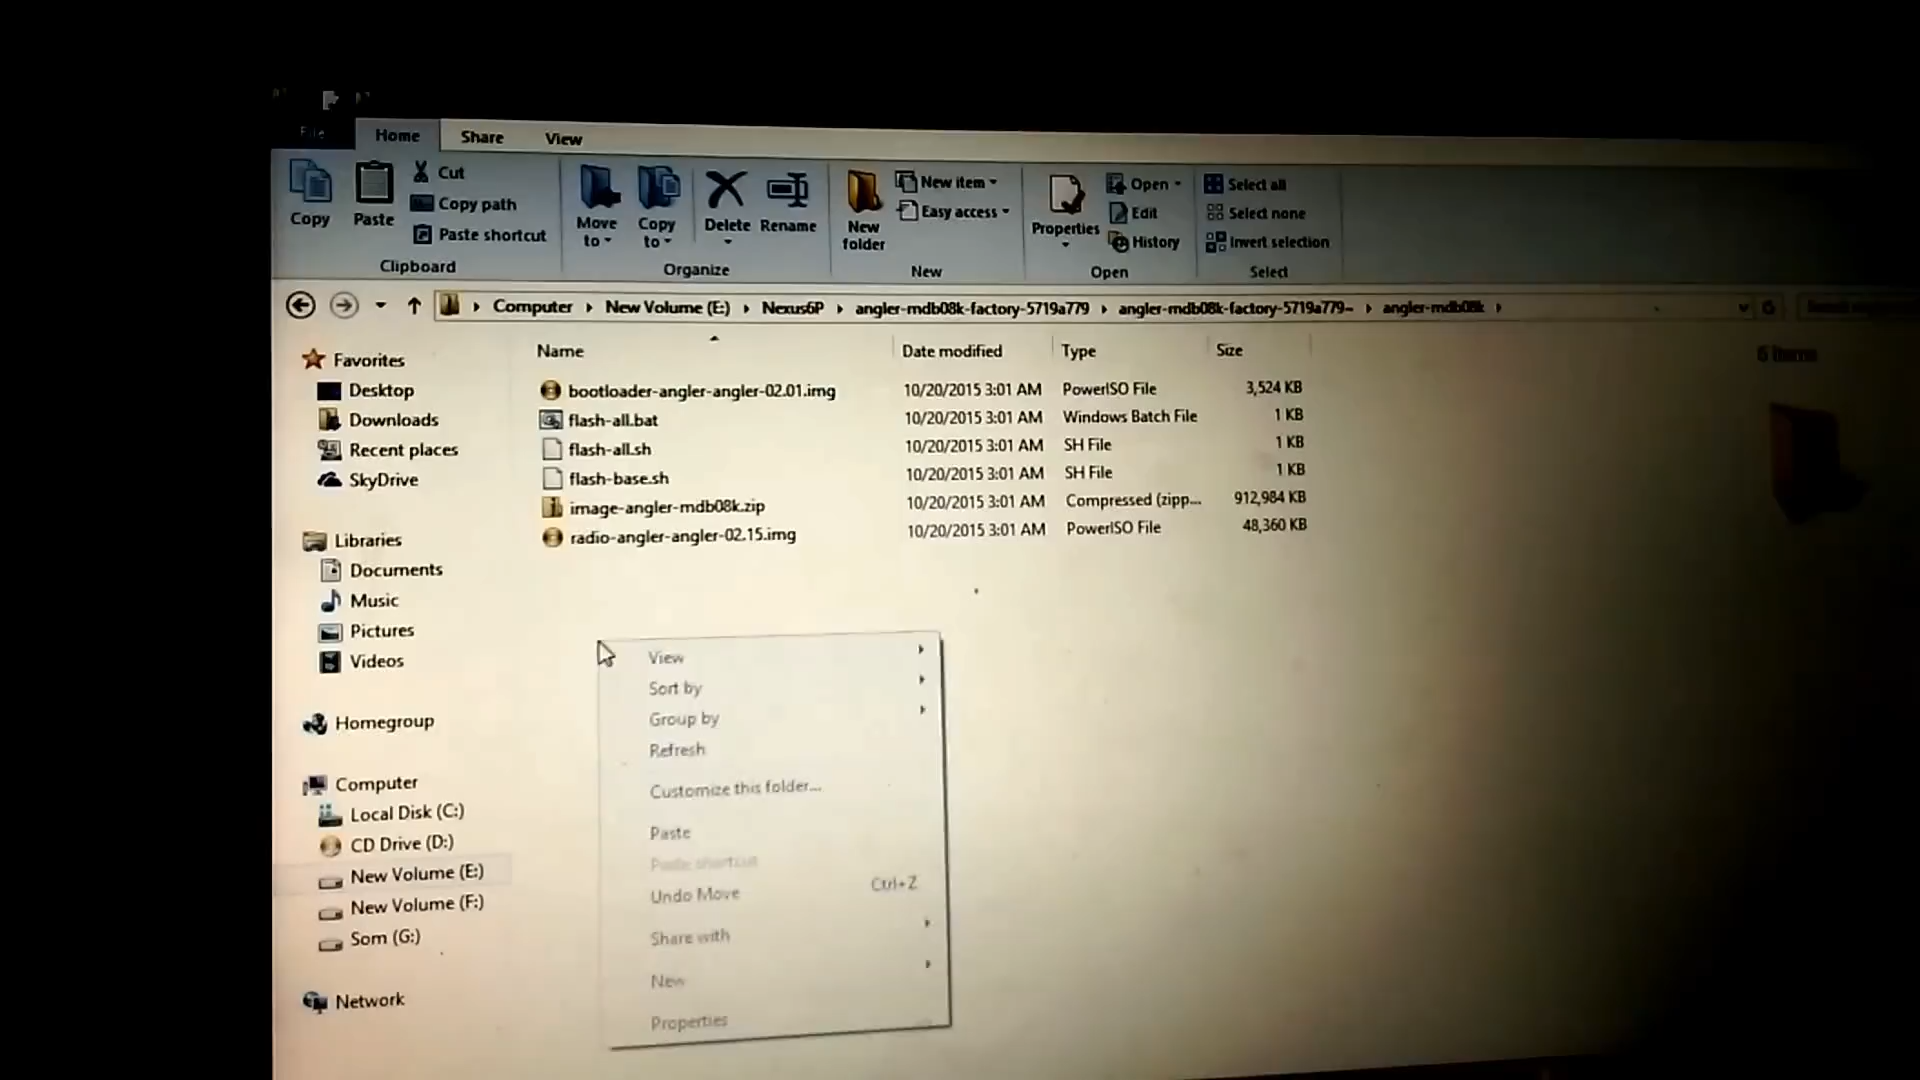 File Home Share View
Copy Paste Cut Copy path Paste shortcut
Move to Copy to Delete Rename
New folder New item Easy access
Properties Open Edit History
Select all Select none Invert selection
Clipboard Organize New Open Select
Computer New Volume (E:) Nexus6P angler-mdb08k-factory-5719a779 angler-mdb08k-factory-5719a779- angler-mdb08k
Name Date modified Type Size
6 items
bootloader-angler-angler-02.01.img 10/20/2015 3:01 AM PowerISO File 3,524 KB
flash-all.bat 10/20/2015 3:01 AM Windows Batch File 1 KB
flash-all.sh 10/20/2015 3:01 AM SH File 1 KB
flash-base.sh 10/20/2015 3:01 AM SH File 1 KB
image-angler-mdb08k.zip 10/20/2015 3:01 AM Compressed (zipp... 912,984 KB
radio-angler-angler-02.15.img 10/20/2015 3:01 AM PowerISO File 48,360 KB
Favorites
Desktop
Downloads
Recent places
SkyDrive
Libraries
Documents
Music
Pictures
Videos
Homegroup
Computer
Local Disk (C:)
CD Drive (D:)
New Volume (E:)
New Volume (F:)
Som (G:)
Network
View
Sort by
Group by
Refresh
Customize this folder...
Paste
Paste shortcut
Undo Move Ctrl+Z
Share with
New
Properties